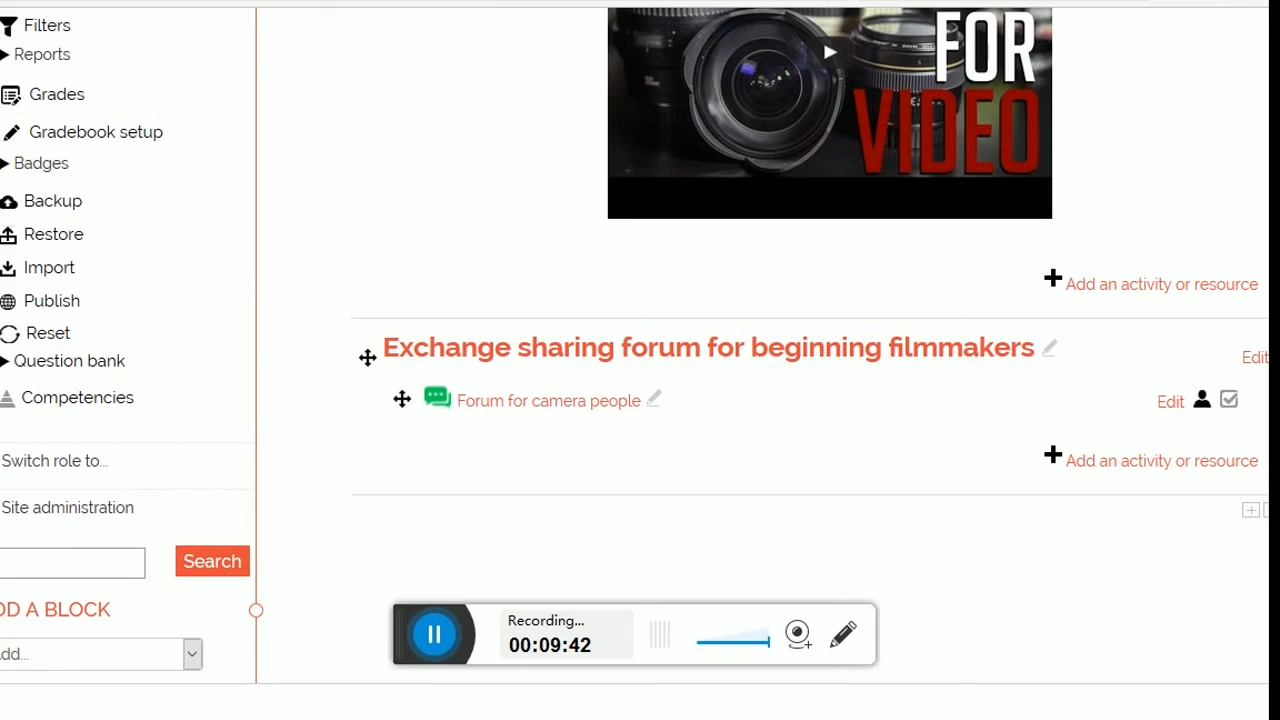 Filters
Reports
Grades
Gradebook setup
Badges
Backup
Restore
Import
Publish
Reset
Question bank
Competencies
Switch role to...
Site administration
Search
DD A BLOCK
dd...
FOR
VIDEO
Add an activity or resource
Exchange sharing forum for beginning filmmakers
Edit
Forum for camera people
Edit
Add an activity or resource
Recording...
00:09:42